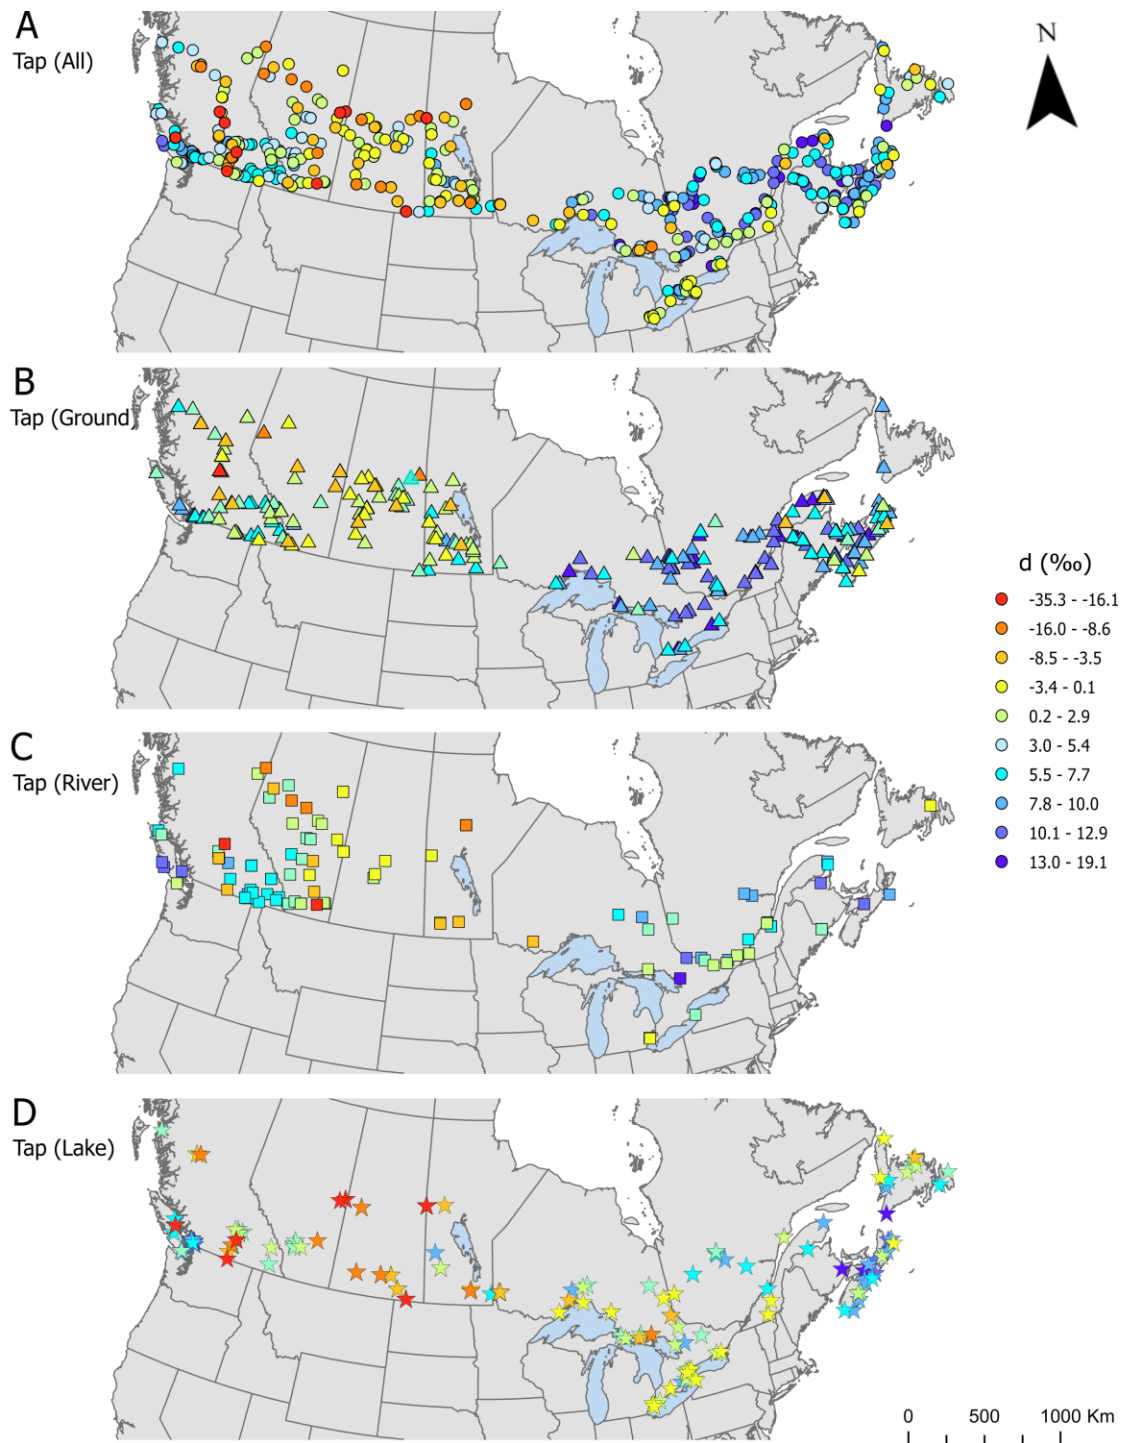 A
Tap (All)
N
B
Tap (Ground
C
Tap (River)
D
Tap (Lake)
d (‰)
-35.3 - -16.1
-16.0 - -8.6
-8.5 - -3.5
-3.4 - 0.1
0.2 - 2.9
3.0 - 5.4
5.5 - 7.7
7.8 - 10.0
10.1 - 12.9
13.0 - 19.1
0 500 1000 Km